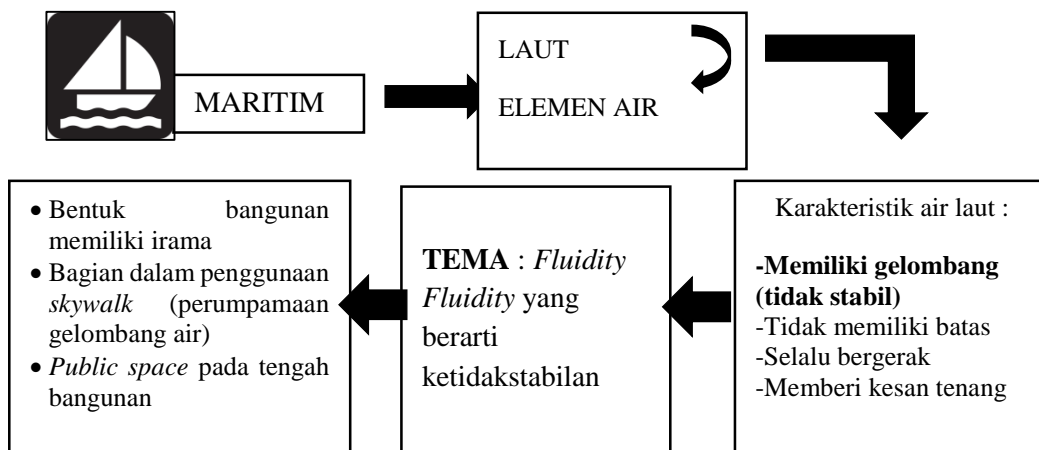 MARITIM
LAUT
ELEMEN AIR
Karakteristik air laut :
-Memiliki gelombang
(tidak stabil)
-Tidak memiliki batas
-Selalu bergerak
-Memberi kesan tenang
TEMA : Fluidity
Fluidity yang
berarti
ketidakstabilan
• Bentuk bangunan
memiliki irama
• Bagian dalam penggunaan
skywalk (perumpamaan
gelombang air)
• Public space pada tengah
bangunan